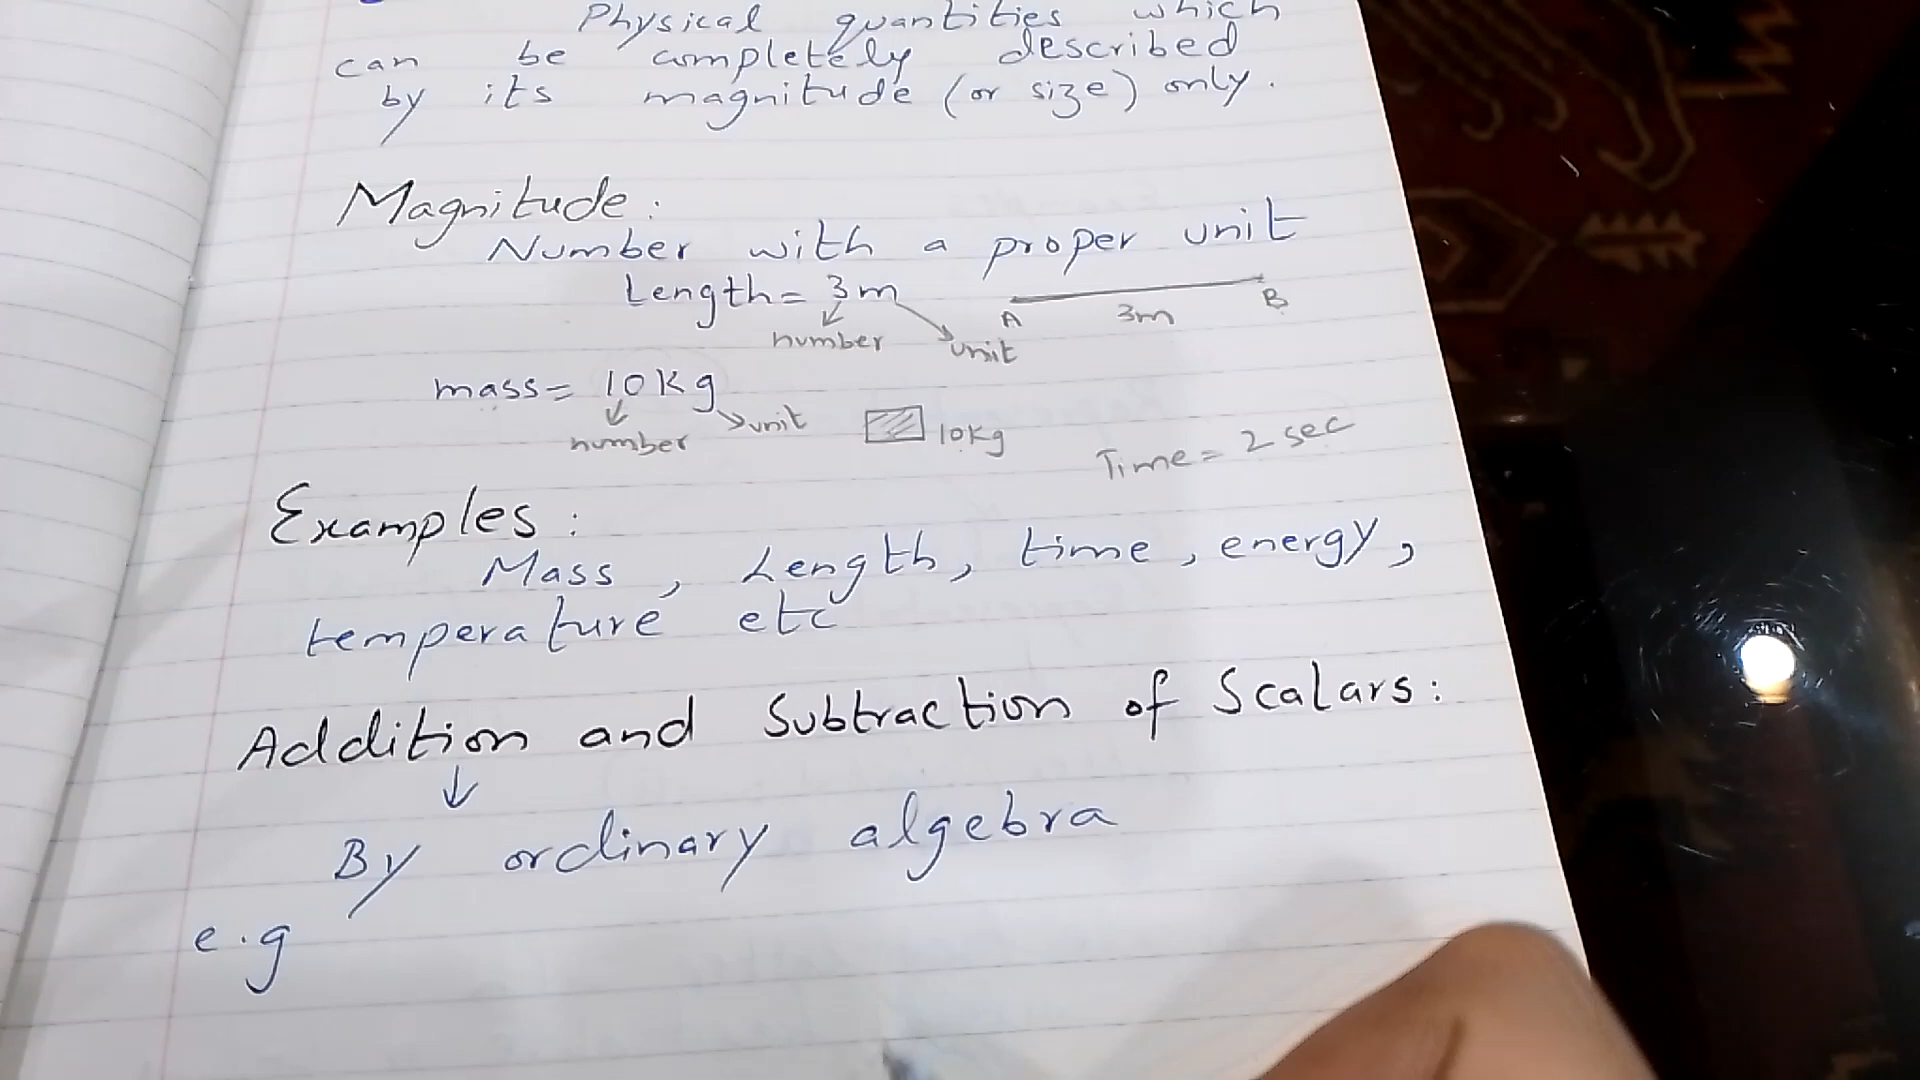 Physical quantities which
can be completely described
by its magnitude (or size) only.
Magnitude:
Number with a proper unit
Length = 3m
number
unit
A 3m B
mass = 10kg
number
unit
10kg
Time = 2 sec
Examples:
Mass, Length, time, energy,
temperature etc
Addition and Subtraction of Scalars:
↓
By ordinary algebra
e.g